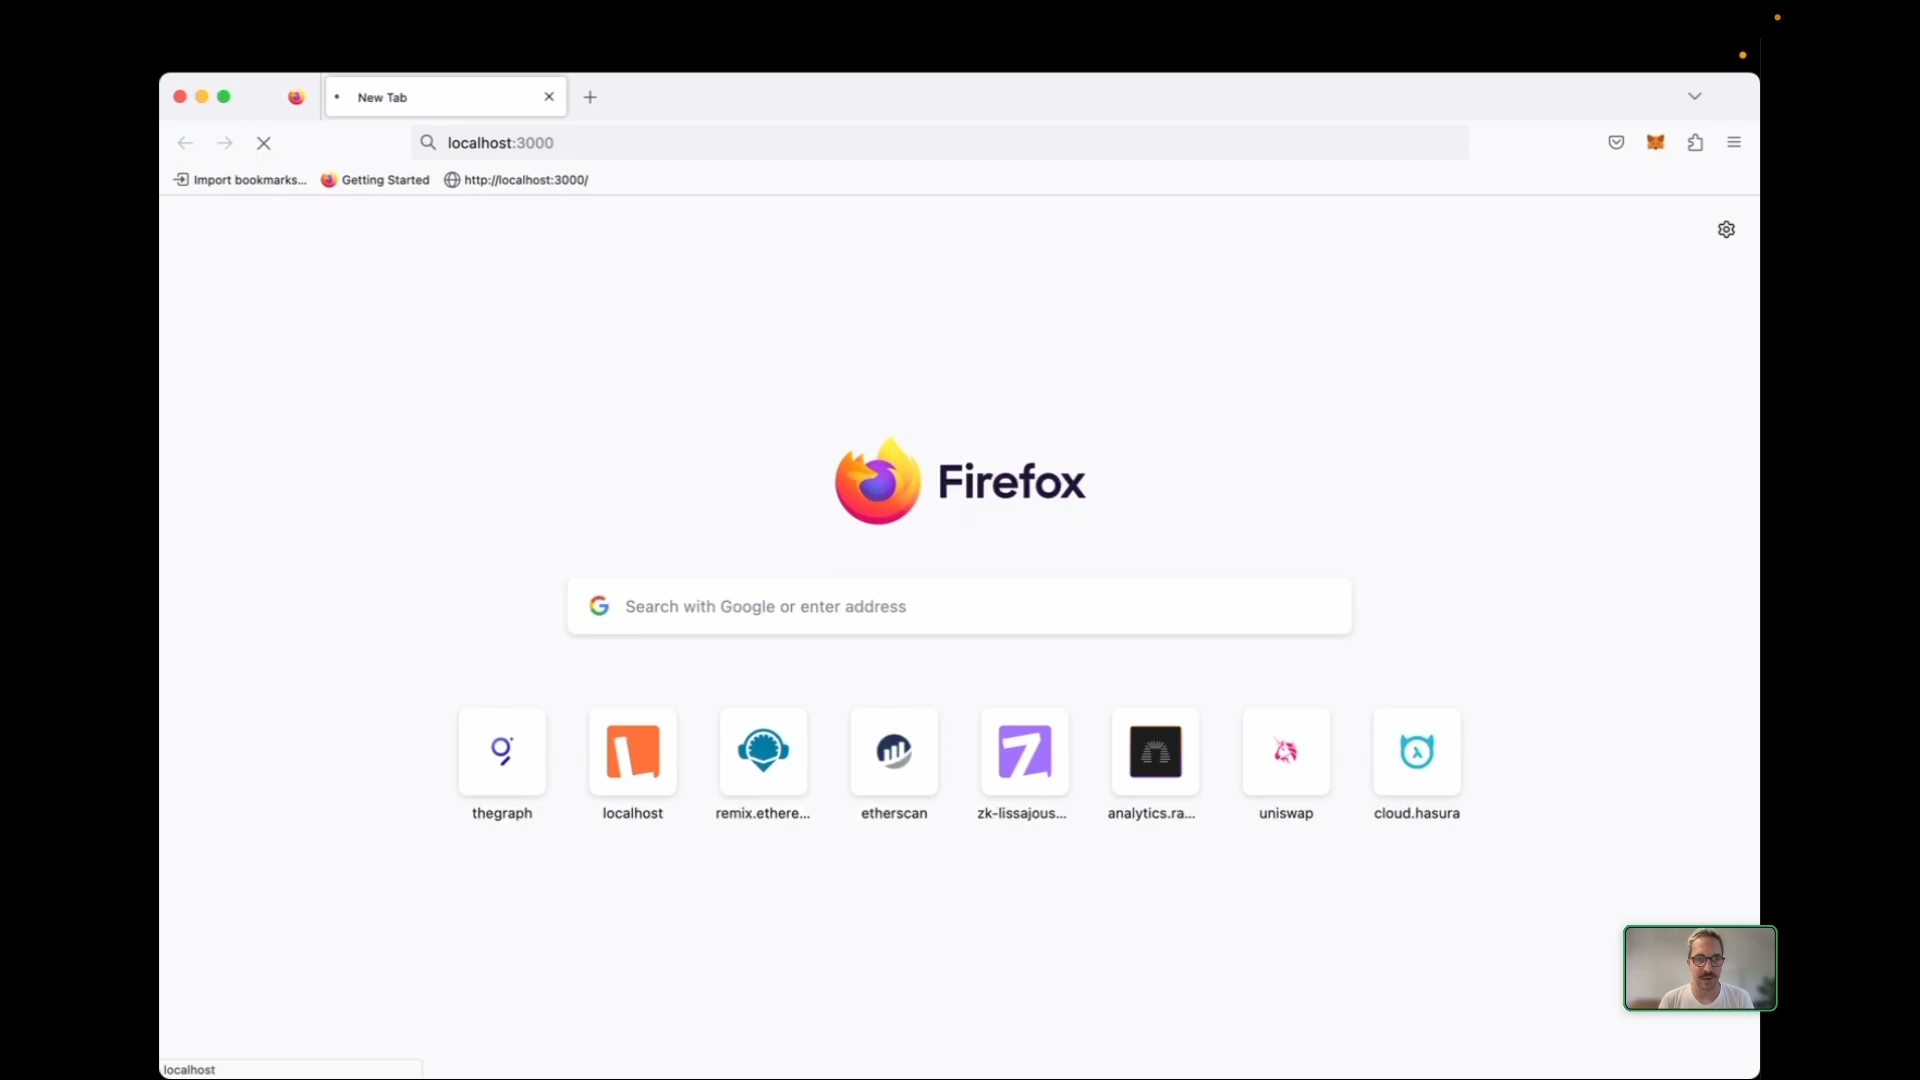 New Tab
localhost:3000
Import bookmarks...
Getting Started
http://localhost:3000/
Firefox
Search with Google or enter address
thegraph
localhost
remix.ethere...
etherscan
zk-lissajous...
analytics.ra...
uniswap
cloud.hasura
localhost